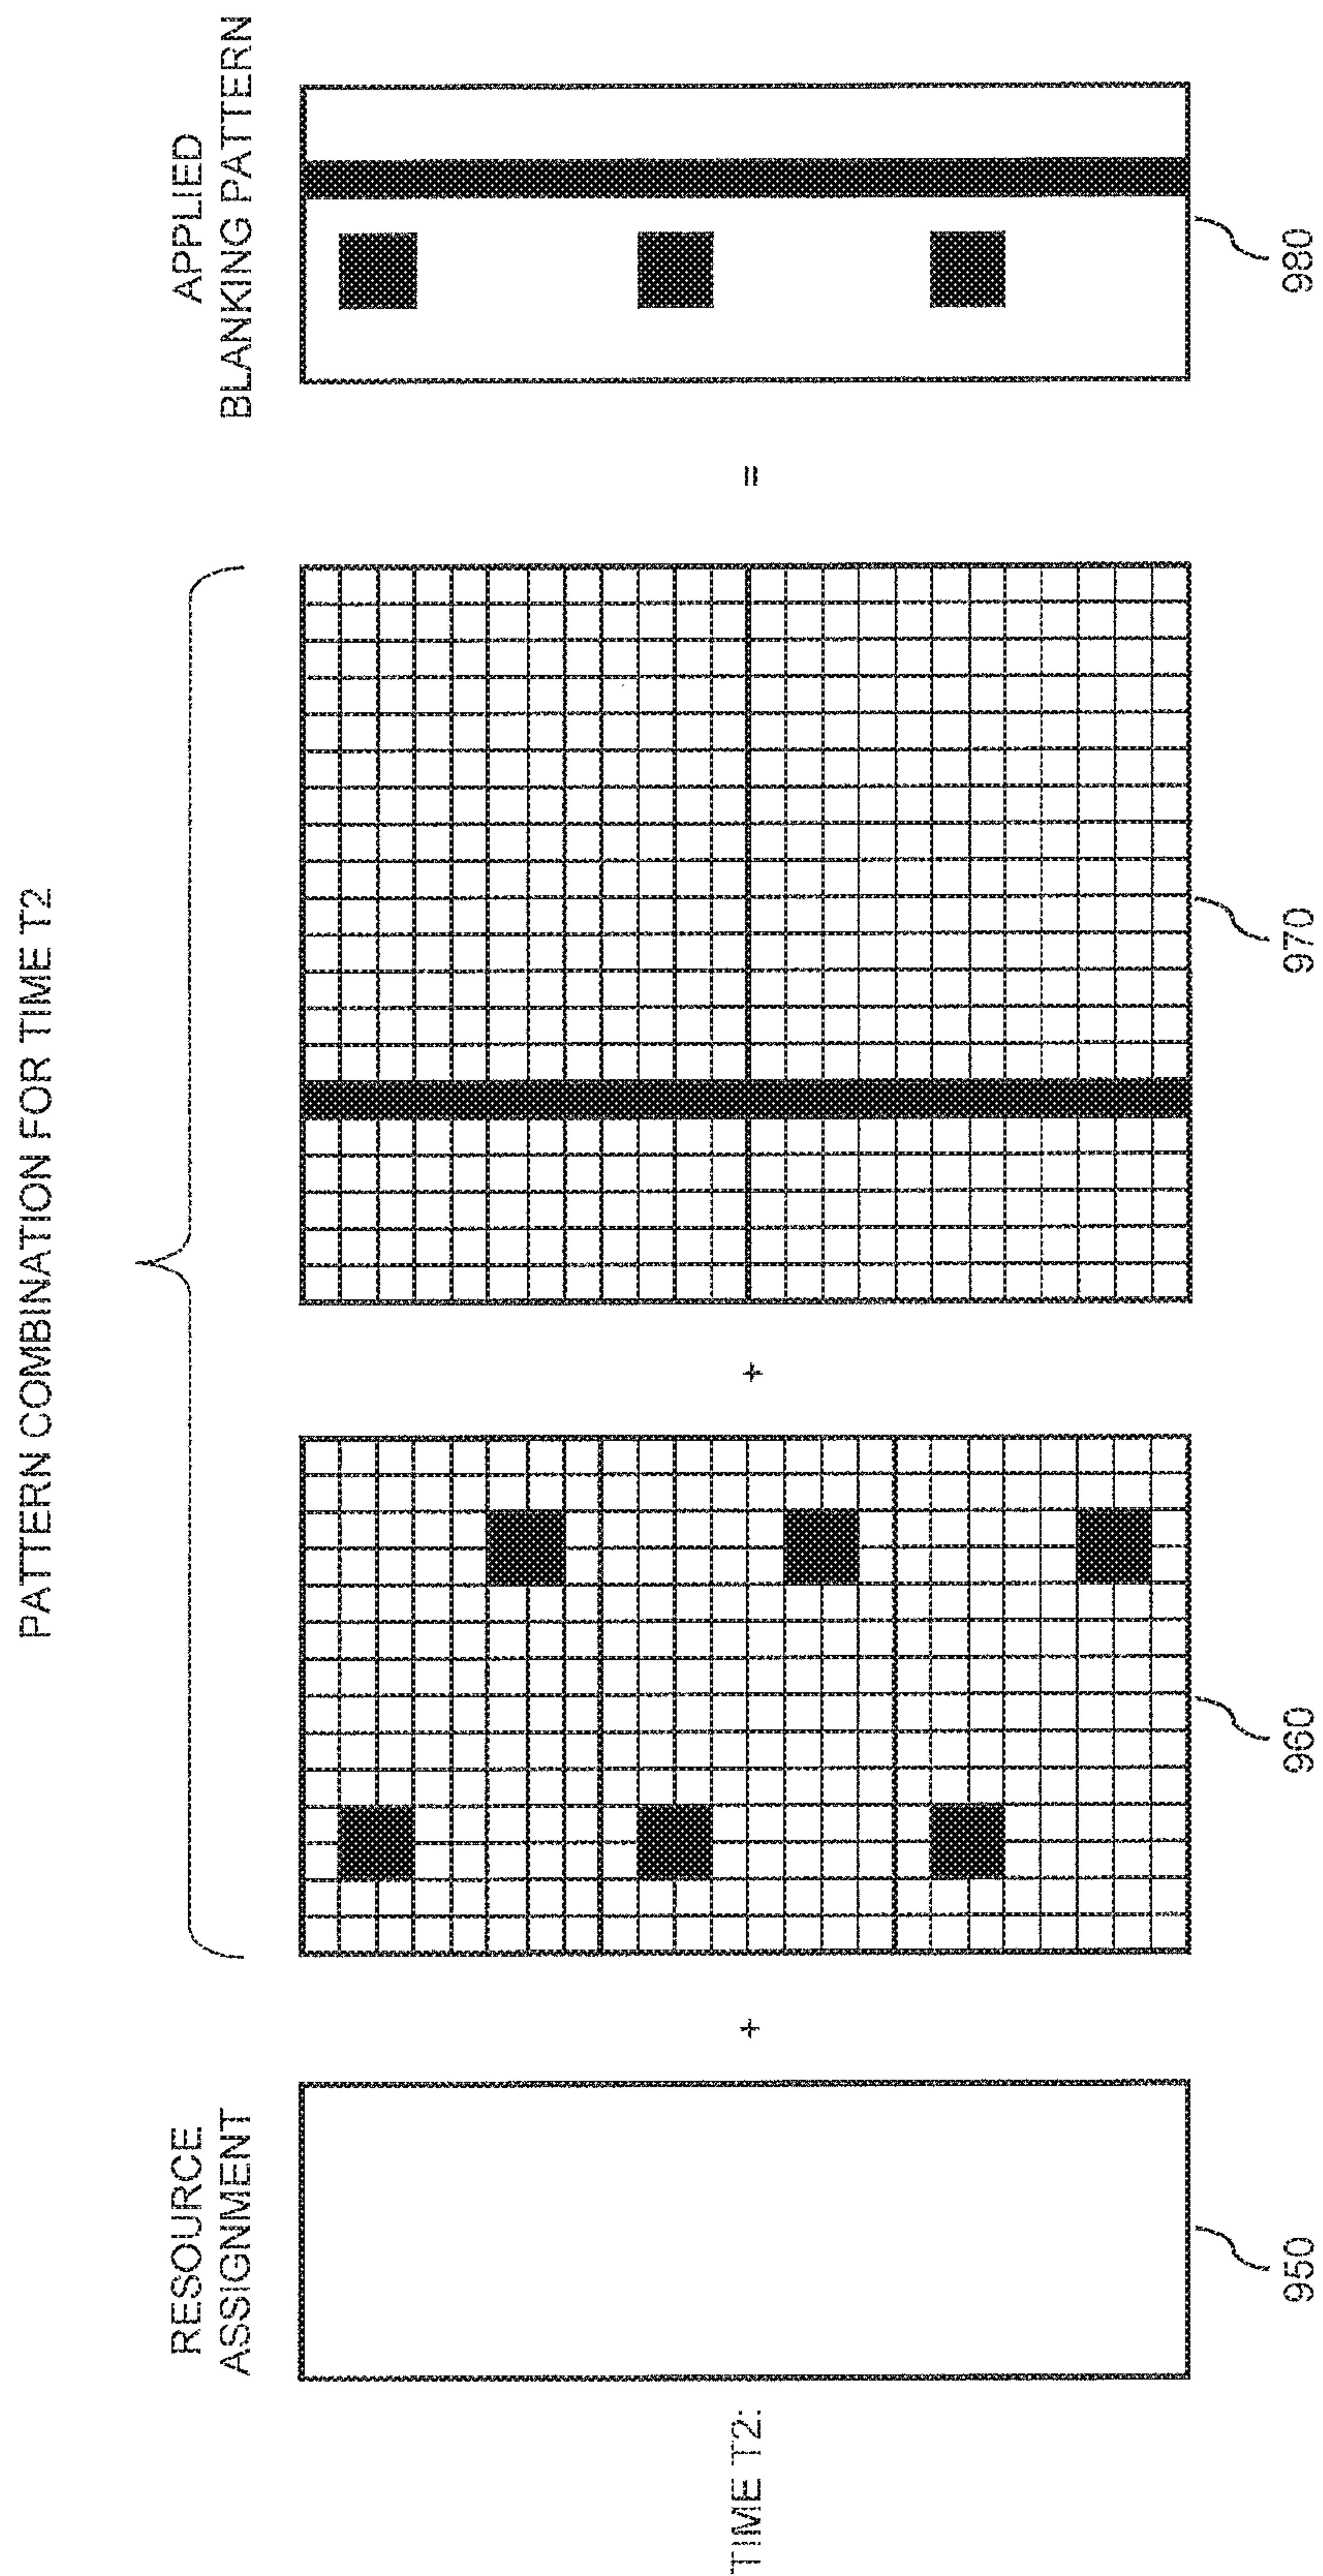 PATTERN COMBINATION FOR TIME T2
RESOURCE
ASSIGNMENT
APPLIED
BLANKING PATTERN
TIME T2:
+
+
=
950
960
970
980